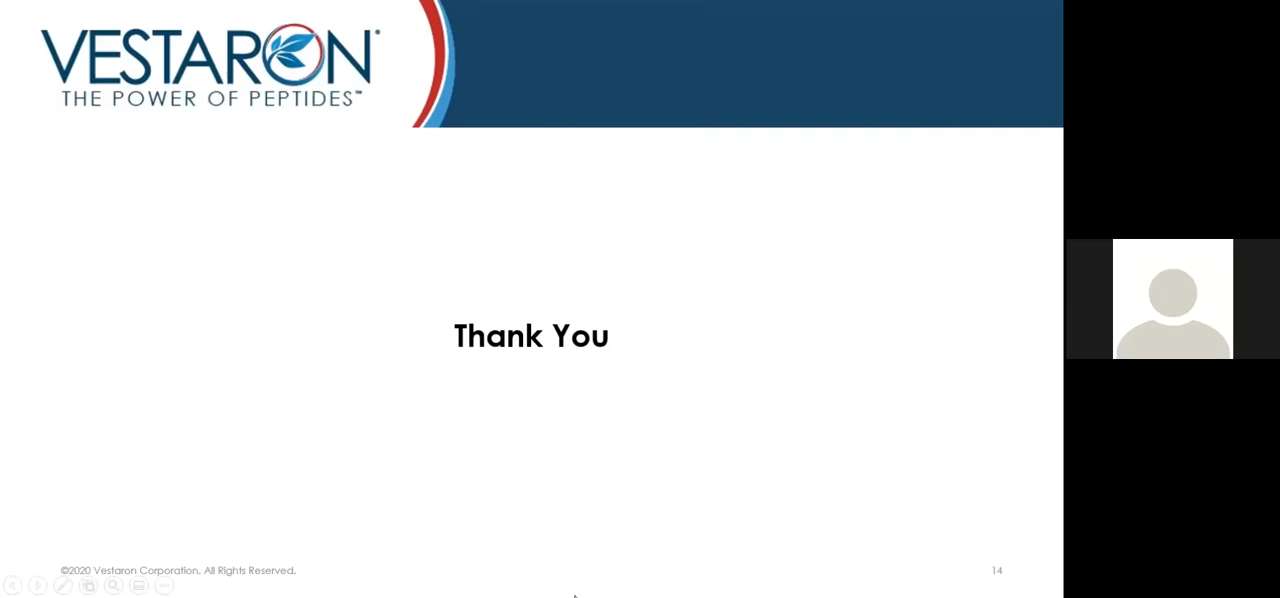 VESTARON®
THE POWER OF PEPTIDES™
Thank You
©2020 Vestaron Corporation. All Rights Reserved.
14